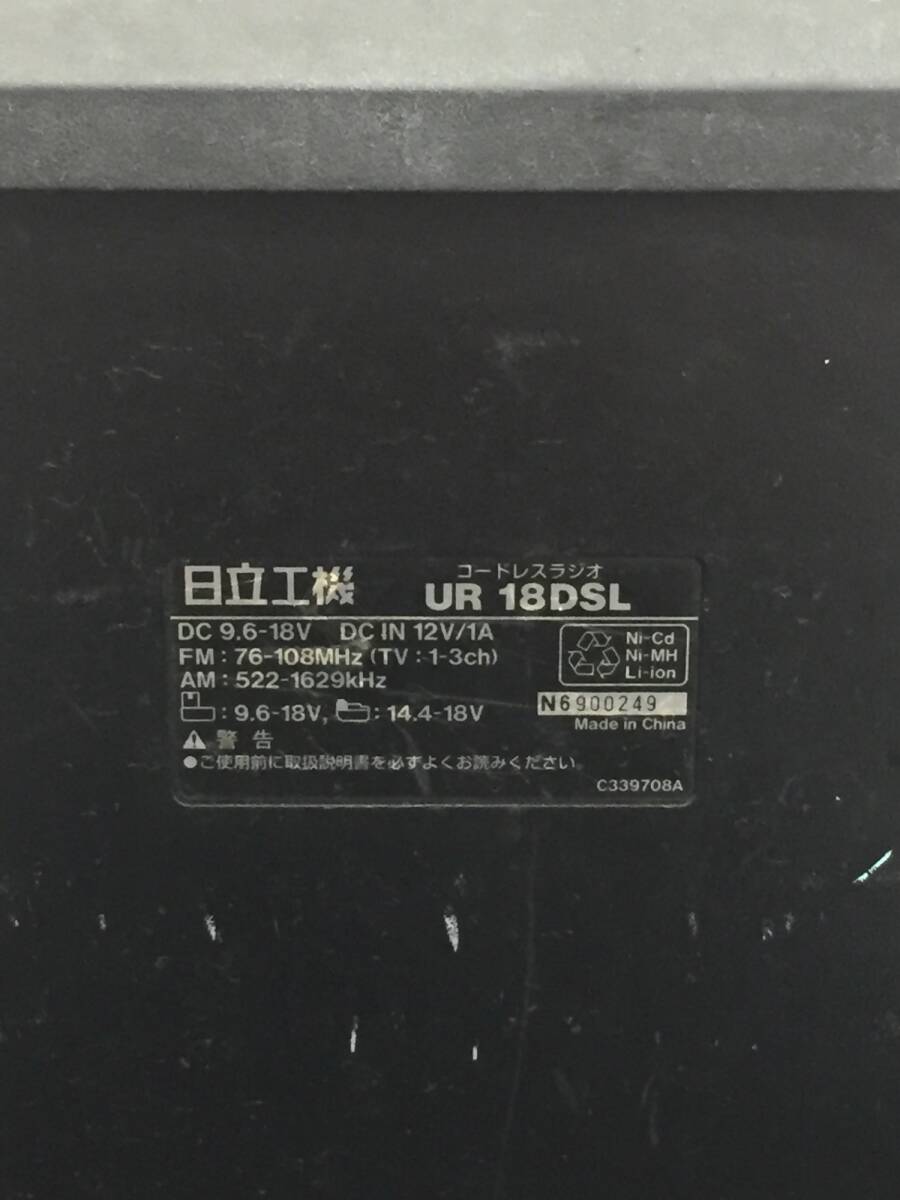 日立工機
コードレスラジオ
UR 18DSL
DC 9.6-18V DC IN 12V/1A
FM : 76-108MHz (TV : 1-3ch)
AM : 522-1629kHz
: 9.6-18V, : 14.4-18V
Ni-Cd
Ni-MH
Li-ion
N6900249
Made in China
警告
●ご使用前に取扱説明書を必ずよくお読みください
C339708A